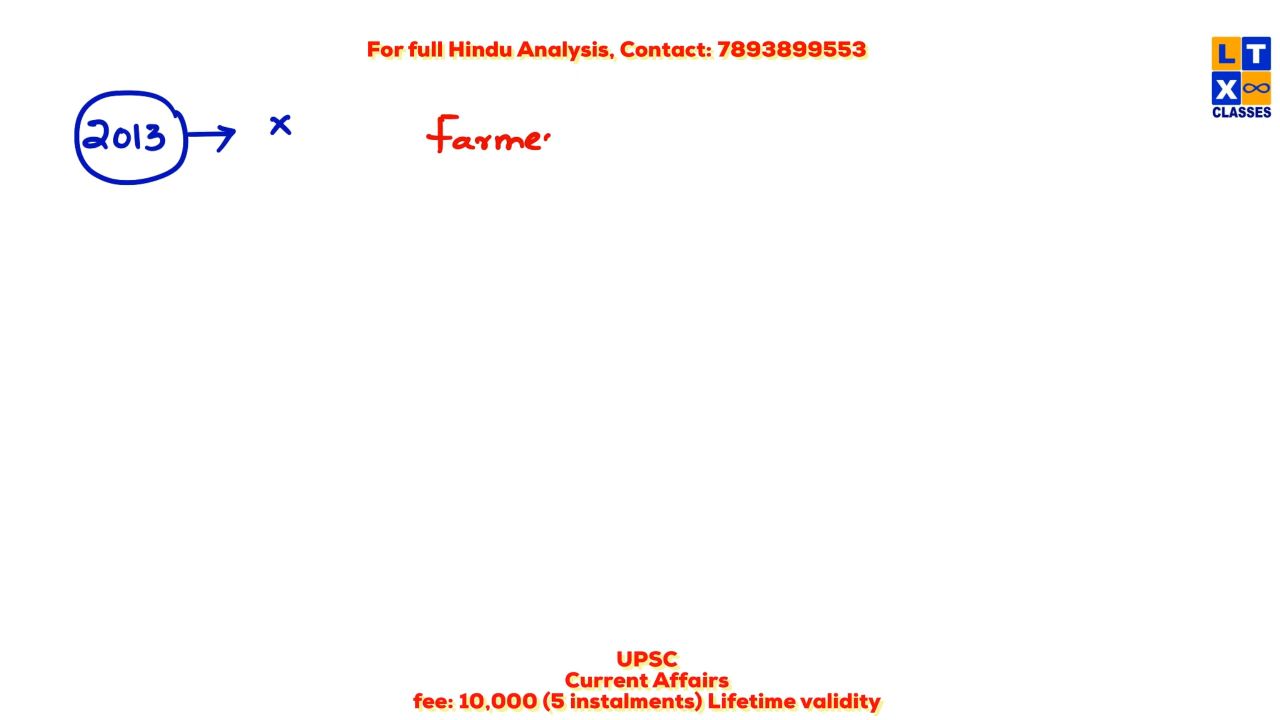 For full Hindu Analysis, Contact: 7893899553
L T
X ∞
CLASSES
2013 → x farme
UPSC
Current Affairs
fee: 10,000 (5 instalments) Lifetime validity